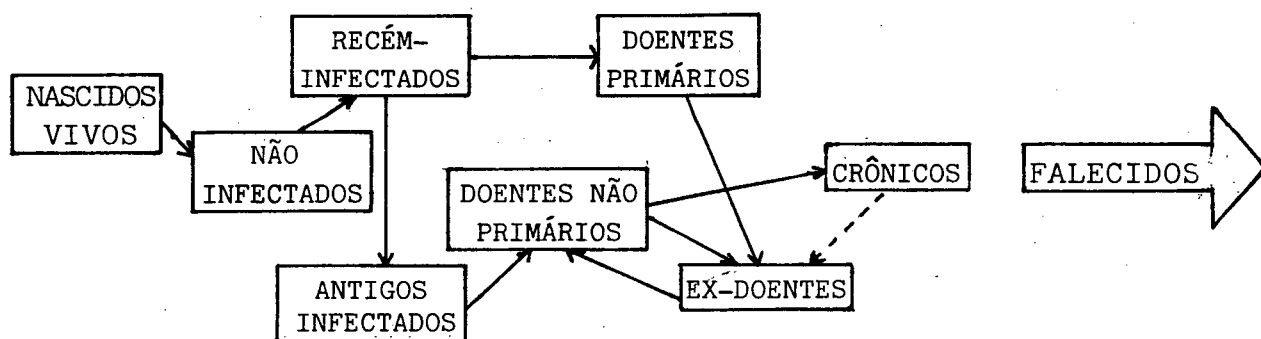 NASCIDOS
VIVOS
NÃO
INFECTADOS
RECÉM-
INFECTADOS
DOENTES
PRIMÁRIOS
ANTIGOS
INFECTADOS
DOENTES NÃO
PRIMÁRIOS
CRÔNICOS
EX-DOENTES
FALECIDOS